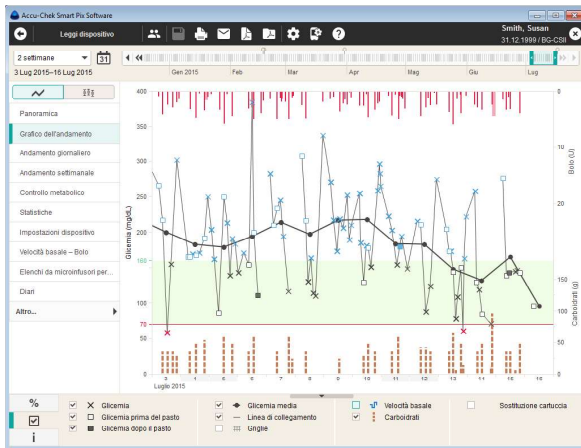 Accu-Chek Smart Pix Software
Leggi dispositivo
Smith, Susan
31.12.1999 / BG-CSII
2 settimane
31
3 Lug 2015–16 Lug 2015
Gen 2015 Feb Mar Apr Mag Giu Lug
Panoramica
Grafico dell'andamento
Andamento giornaliero
Andamento settimanale
Controllo metabolico
Statistiche
Impostazioni dispositivo
Velocità basale – Bolo
Elenchi da microinfusori per...
Diari
Altro...
Glicemia (mg/dL)
400
350
300
250
200
160
100
70
50
0
Bolo (U)
0
10
20
Carboidrati (g)
150
100
50
0
Luglio 2015
%
i
Glicemia
Glicemia prima del pasto
Glicemia dopo il pasto
Glicemia media
Linea di collegamento
Griglie
Velocità basale
Carboidrati
Sostituzione cartuccia